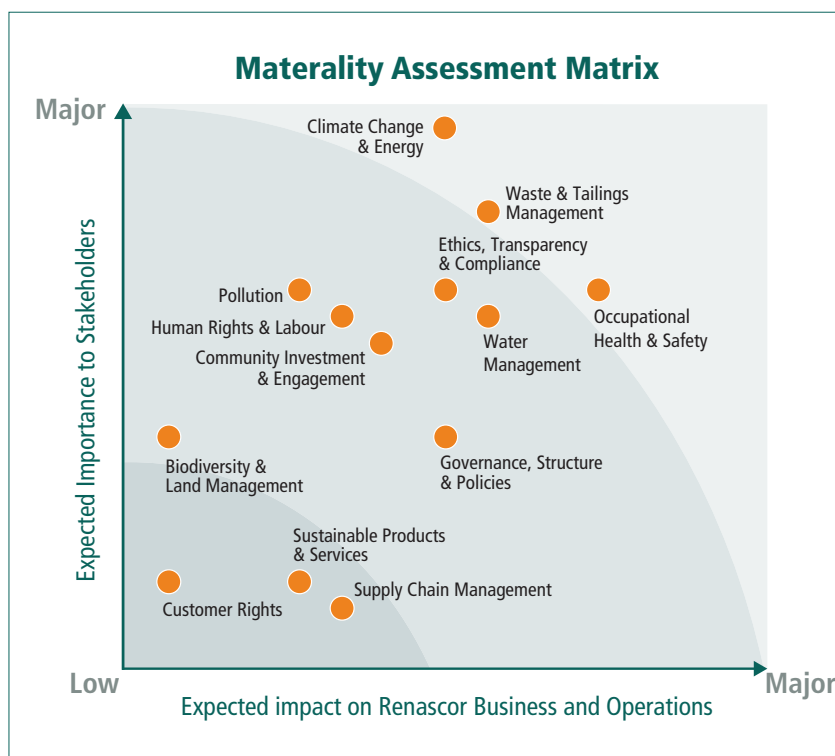 Materality Assessment Matrix
Major
Climate Change
& Energy
Waste & Tailings
Management
Ethics, Transparency
& Compliance
Pollution
Occupational
Health & Safety
Human Rights & Labour
Water
Management
Community Investment
& Engagement
Biodiversity &
Land Management
Governance, Structure
& Policies
Sustainable Products
& Services
Customer Rights
Supply Chain Management
Expected Importance to Stakeholders
Low
Major
Expected impact on Renascor Business and Operations